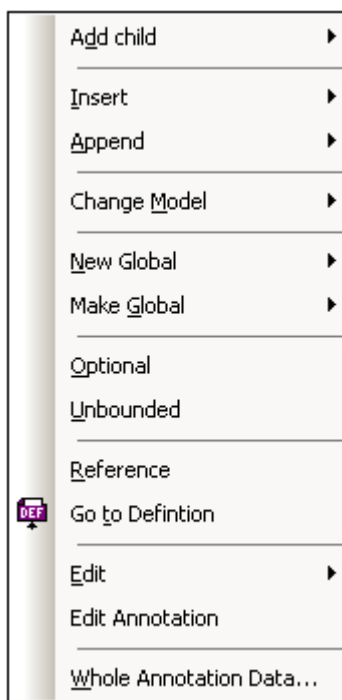 Add child
Insert
Append
Change Model
New Global
Make Global
Optional
Unbounded
Reference
DEF
Go to Defintion
Edit
Edit Annotation
Whole Annotation Data...